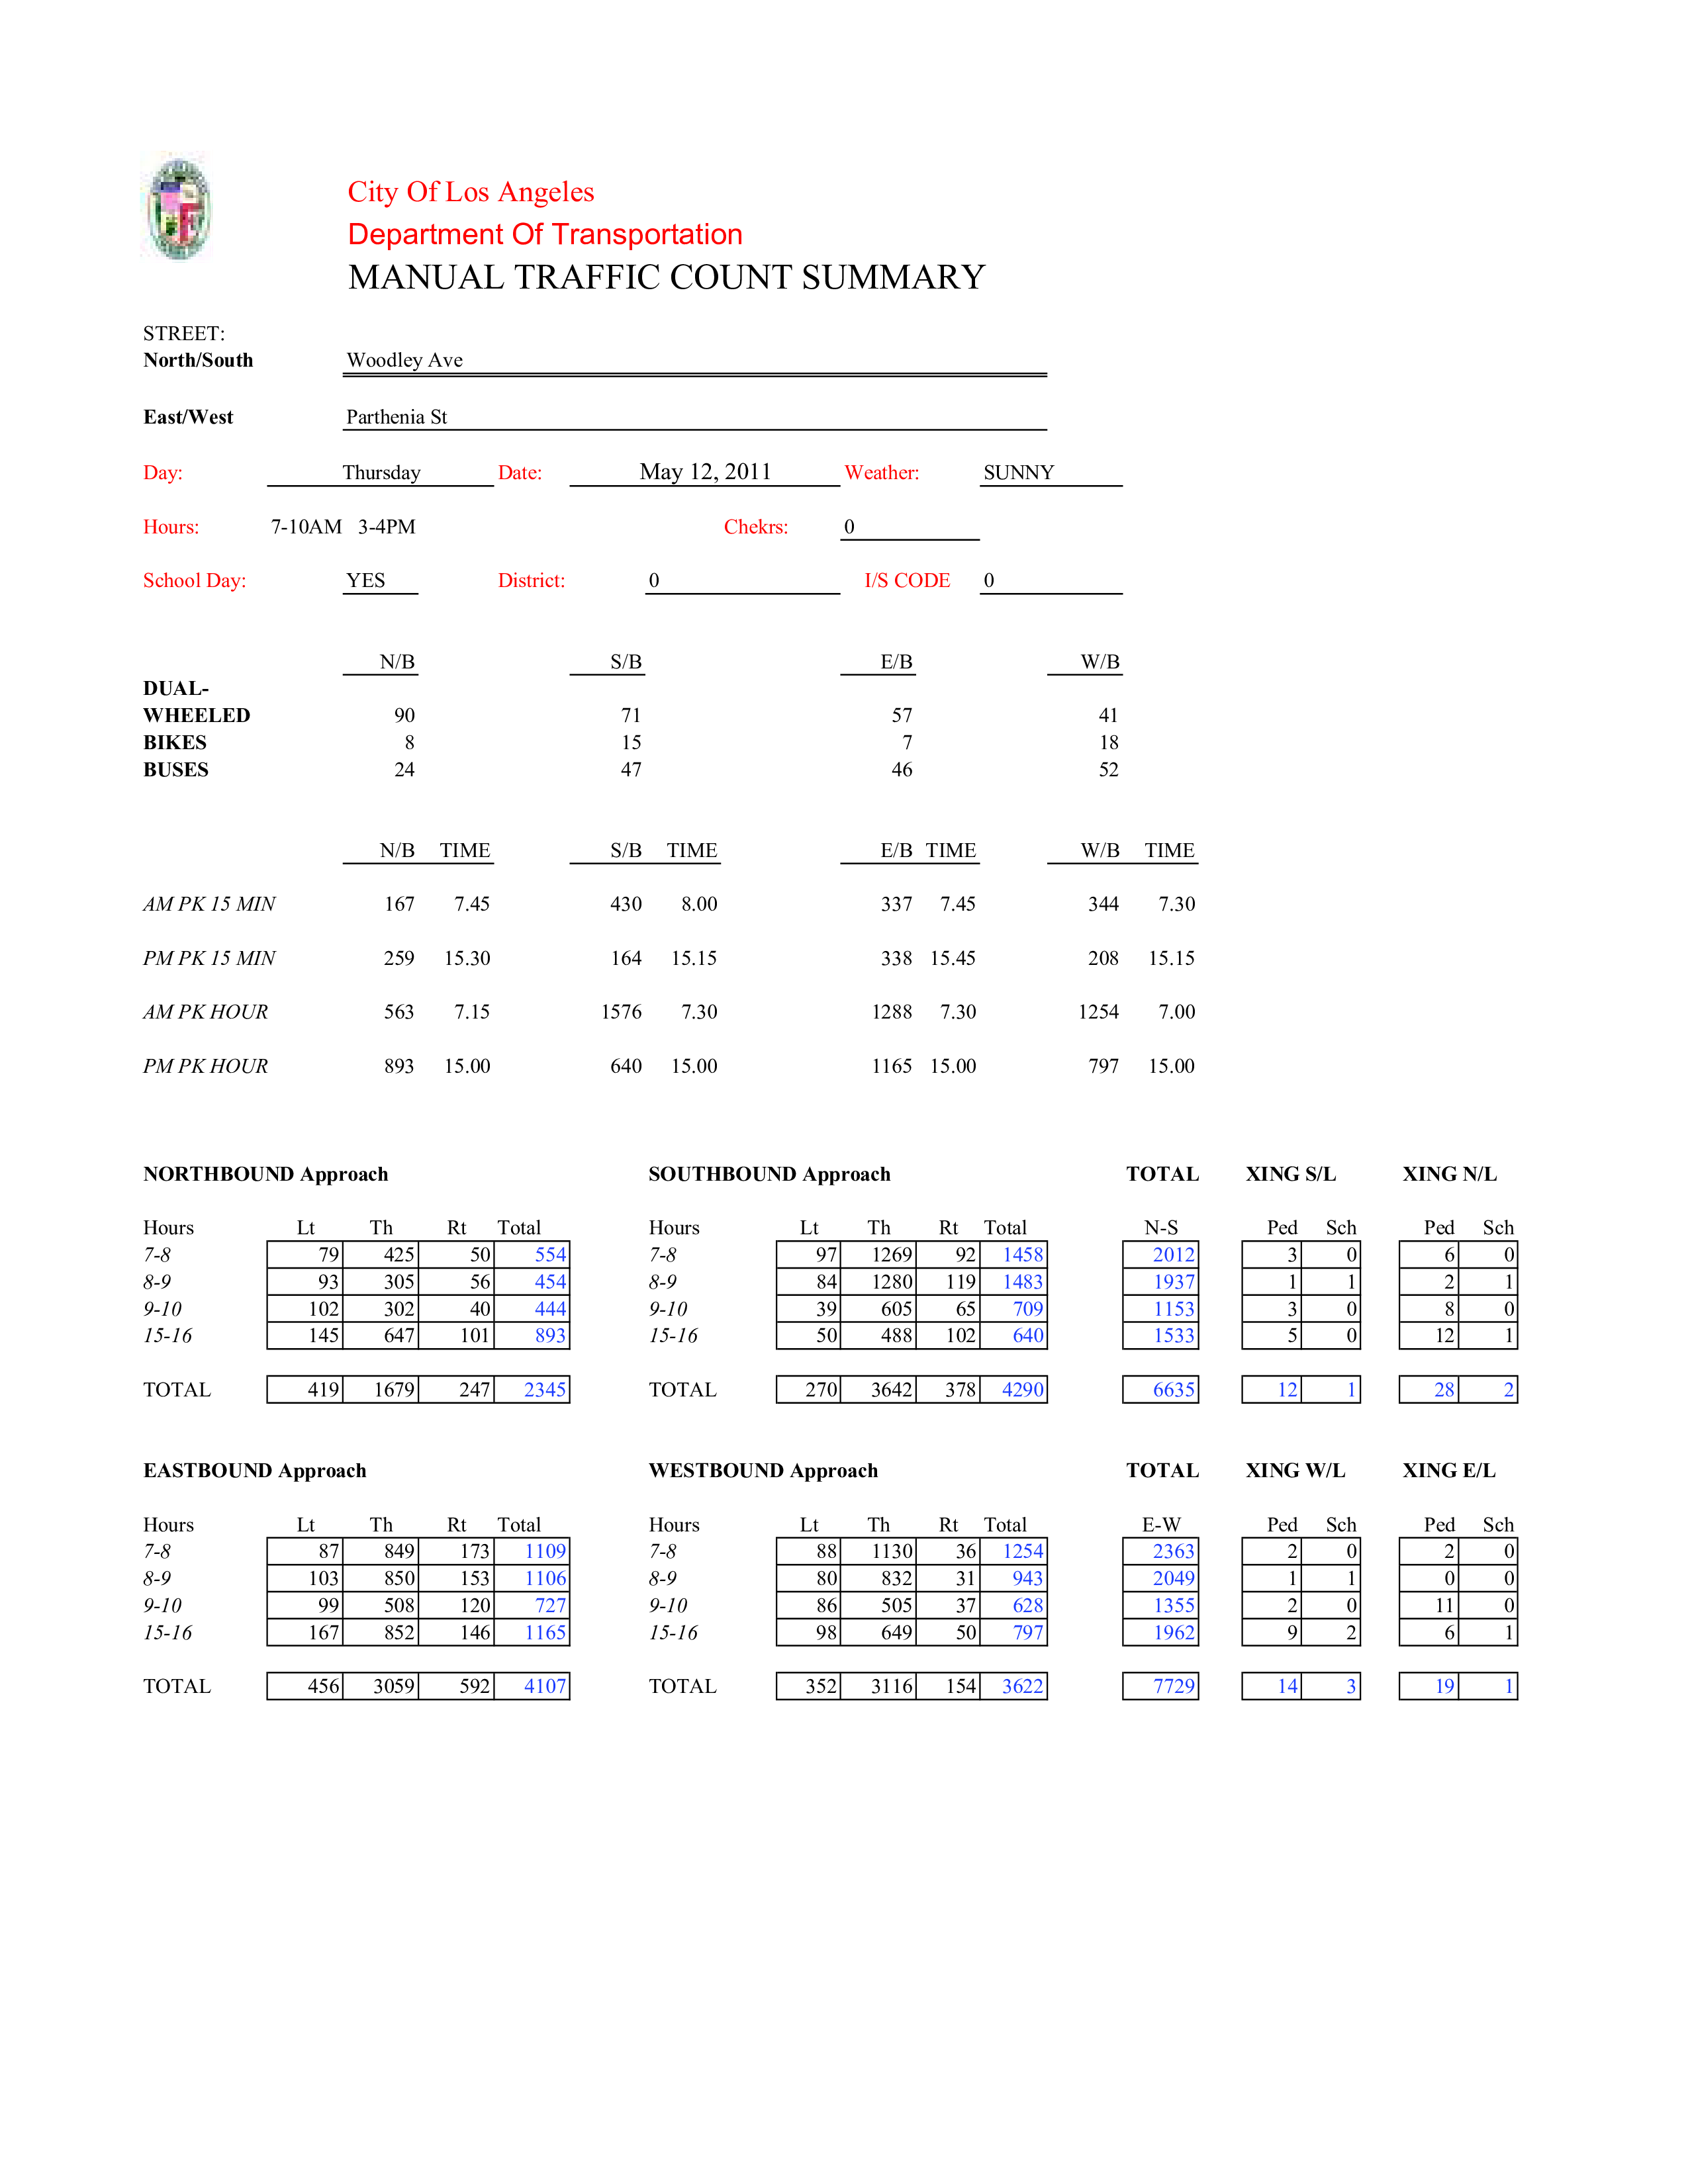 City Of Los Angeles
Department Of Transportation
MANUAL TRAFFIC COUNT SUMMARY
STREET:
North/South Woodley Ave
East/West Parthenia St
Day: Thursday Date: May 12, 2011 Weather: SUNNY
Hours: 7-10AM 3-4PM Chekrs: 0
School Day: YES District: 0 I/S CODE 0
N/B S/B E/B W/B
DUAL-
WHEELED 90 71 57 41
BIKES 8 15 7 18
BUSES 24 47 46 52
N/B TIME S/B TIME E/B TIME W/B TIME
AM PK 15 MIN 167 7.45 430 8.00 337 7.45 344 7.30
PM PK 15 MIN 259 15.30 164 15.15 338 15.45 208 15.15
AM PK HOUR 563 7.15 1576 7.30 1288 7.30 1254 7.00
PM PK HOUR 893 15.00 640 15.00 1165 15.00 797 15.00
NORTHBOUND Approach SOUTHBOUND Approach TOTAL XING S/L XING N/L
Hours Lt Th Rt Total Hours Lt Th Rt Total N-S Ped Sch Ped Sch
7-8 79 425 50 554 7-8 97 1269 92 1458 2012 3 0 6 0
8-9 93 305 56 454 8-9 84 1280 119 1483 1937 1 1 2 1
9-10 102 302 40 444 9-10 39 605 65 709 1153 3 0 8 0
15-16 145 647 101 893 15-16 50 488 102 640 1533 5 0 12 1
TOTAL 419 1679 247 2345 TOTAL 270 3642 378 4290 6635 12 1 28 2
EASTBOUND Approach WESTBOUND Approach TOTAL XING W/L XING E/L
Hours Lt Th Rt Total Hours Lt Th Rt Total E-W Ped Sch Ped Sch
7-8 87 849 173 1109 7-8 88 1130 36 1254 2363 2 0 2 0
8-9 103 850 153 1106 8-9 80 832 31 943 2049 1 1 0 0
9-10 99 508 120 727 9-10 86 505 37 628 1355 2 0 11 0
15-16 167 852 146 1165 15-16 98 649 50 797 1962 9 2 6 1
TOTAL 456 3059 592 4107 TOTAL 352 3116 154 3622 7729 14 3 19 1